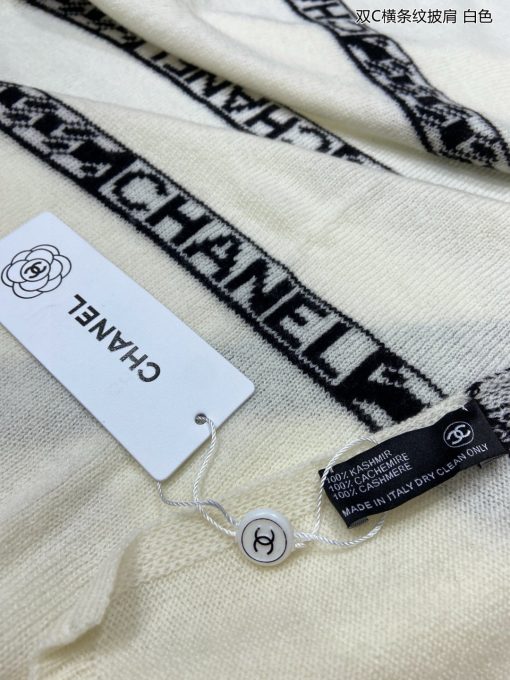 双C横条纹披肩 白色
CHANEL
CHANEL
CHANEL
100% KASHMIR
100% CACHEMIRE
100% CASHMERE
MADE IN ITALY DRY CLEAN ONLY